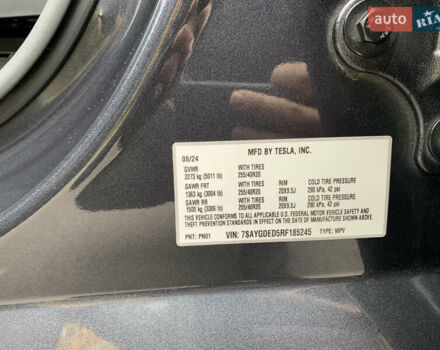 auto RIA
MFD BY TESLA, INC.
08/24
GVWR WITH TIRES
2273 kg (5011 lb) 255/40R20
GAWR FRT WITH TIRES RIM COLD TIRE PRESSURE
1363 kg (3004 lb) 255/40R20 20X9.5J 290 kPa, 42 psi
GAWR RR WITH TIRES RIM COLD TIRE PRESSURE
1500 kg (3306 lb) 255/40R20 20X9.5J 290 kPa, 42 psi
THIS VEHICLE CONFORMS TO ALL APPLICABLE U.S. FEDERAL MOTOR VEHICLE SAFETY AND
THEFT PREVENTION STANDARDS IN EFFECT ON THE DATE OF MANUFACTURE SHOWN ABOVE.
PNT: PN01 VIN: 7SAYGDED5RF185245 TYPE: MPV